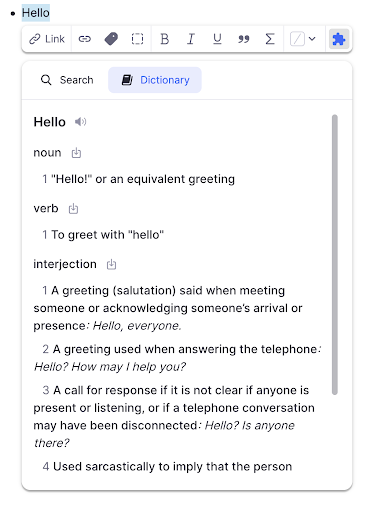 Hello
Link B I U ” Σ
Search Dictionary
Hello
noun
1 "Hello!" or an equivalent greeting
verb
1 To greet with "hello"
interjection
1 A greeting (salutation) said when meeting
someone or acknowledging someone’s arrival or
presence: Hello, everyone.
2 A greeting used when answering the telephone:
Hello? How may I help you?
3 A call for response if it is not clear if anyone is
present or listening, or if a telephone conversation
may have been disconnected: Hello? Is anyone
there?
4 Used sarcastically to imply that the person